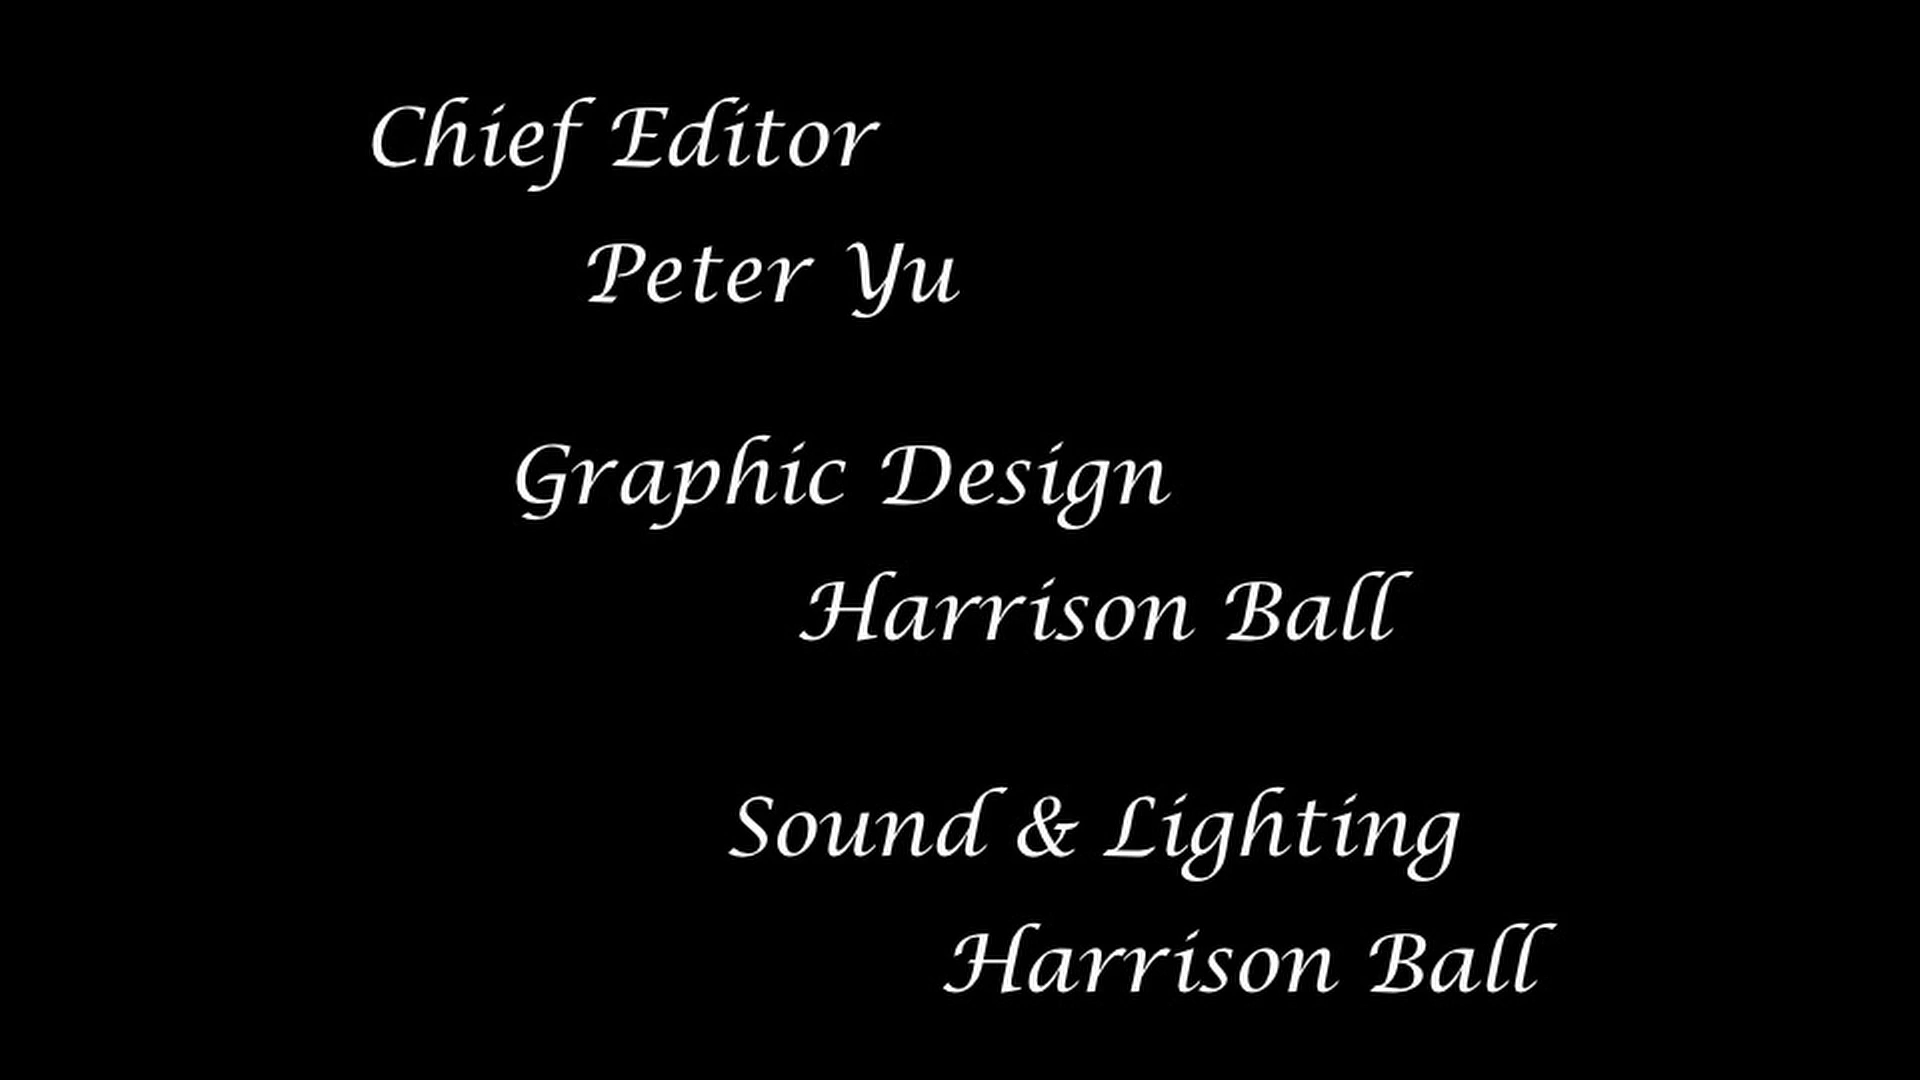 Chief Editor
Peter Yu
Graphic Design
Harrison Ball
Sound & Lighting
Harrison Ball